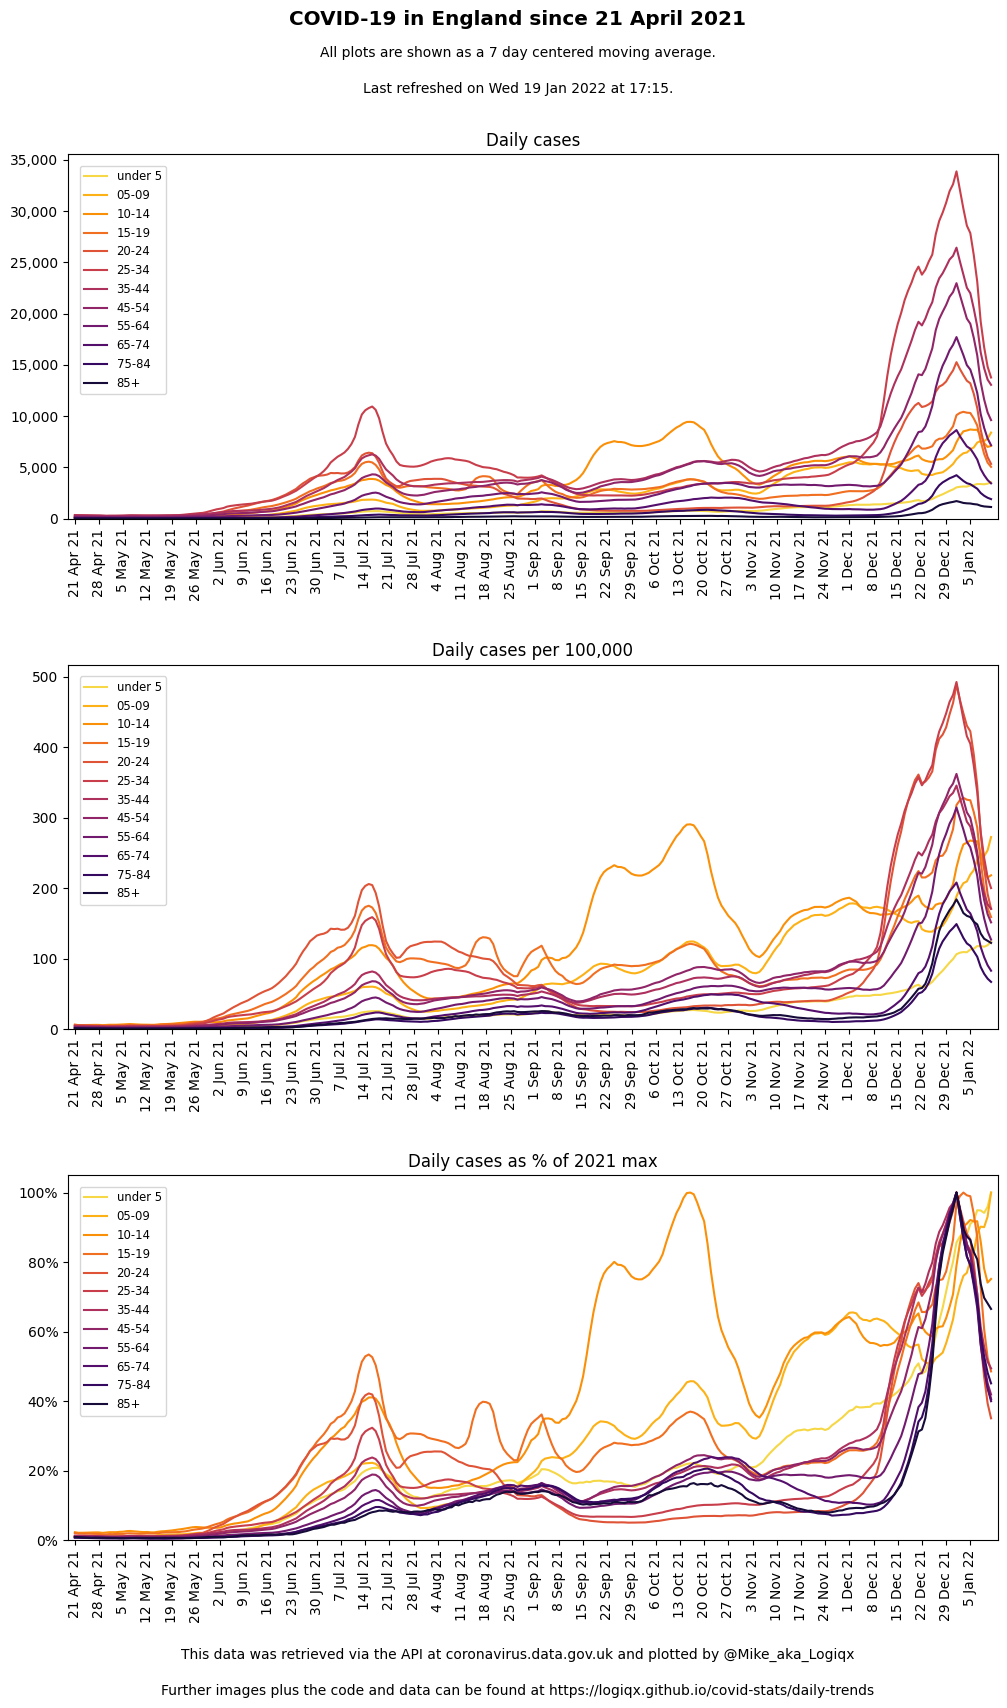 COVID-19 in England since 21 April 2021
All plots are shown as a 7 day centered moving average.
Last refreshed on Wed 19 Jan 2022 at 17:15.
Daily cases
35,000
30,000
25,000
20,000
15,000
10,000
5,000
0
under 5
05-09
10-14
15-19
20-24
25-34
35-44
45-54
55-64
65-74
75-84
85+
21 Apr 21
28 Apr 21
5 May 21
12 May 21
19 May 21
26 May 21
2 Jun 21
9 Jun 21
16 Jun 21
23 Jun 21
30 Jun 21
7 Jul 21
14 Jul 21
21 Jul 21
28 Jul 21
4 Aug 21
11 Aug 21
18 Aug 21
25 Aug 21
1 Sep 21
8 Sep 21
15 Sep 21
22 Sep 21
29 Sep 21
6 Oct 21
13 Oct 21
20 Oct 21
27 Oct 21
3 Nov 21
10 Nov 21
17 Nov 21
24 Nov 21
1 Dec 21
8 Dec 21
15 Dec 21
22 Dec 21
29 Dec 21
5 Jan 22
Daily cases per 100,000
500
400
300
200
100
0
under 5
05-09
10-14
15-19
20-24
25-34
35-44
45-54
55-64
65-74
75-84
85+
21 Apr 21
28 Apr 21
5 May 21
12 May 21
19 May 21
26 May 21
2 Jun 21
9 Jun 21
16 Jun 21
23 Jun 21
30 Jun 21
7 Jul 21
14 Jul 21
21 Jul 21
28 Jul 21
4 Aug 21
11 Aug 21
18 Aug 21
25 Aug 21
1 Sep 21
8 Sep 21
15 Sep 21
22 Sep 21
29 Sep 21
6 Oct 21
13 Oct 21
20 Oct 21
27 Oct 21
3 Nov 21
10 Nov 21
17 Nov 21
24 Nov 21
1 Dec 21
8 Dec 21
15 Dec 21
22 Dec 21
29 Dec 21
5 Jan 22
Daily cases as % of 2021 max
100%
80%
60%
40%
20%
0%
under 5
05-09
10-14
15-19
20-24
25-34
35-44
45-54
55-64
65-74
75-84
85+
21 Apr 21
28 Apr 21
5 May 21
12 May 21
19 May 21
26 May 21
2 Jun 21
9 Jun 21
16 Jun 21
23 Jun 21
30 Jun 21
7 Jul 21
14 Jul 21
21 Jul 21
28 Jul 21
4 Aug 21
11 Aug 21
18 Aug 21
25 Aug 21
1 Sep 21
8 Sep 21
15 Sep 21
22 Sep 21
29 Sep 21
6 Oct 21
13 Oct 21
20 Oct 21
27 Oct 21
3 Nov 21
10 Nov 21
17 Nov 21
24 Nov 21
1 Dec 21
8 Dec 21
15 Dec 21
22 Dec 21
29 Dec 21
5 Jan 22
This data was retrieved via the API at coronavirus.data.gov.uk and plotted by @Mike_aka_Logiqx
Further images plus the code and data can be found at https://logiqx.github.io/covid-stats/daily-trends